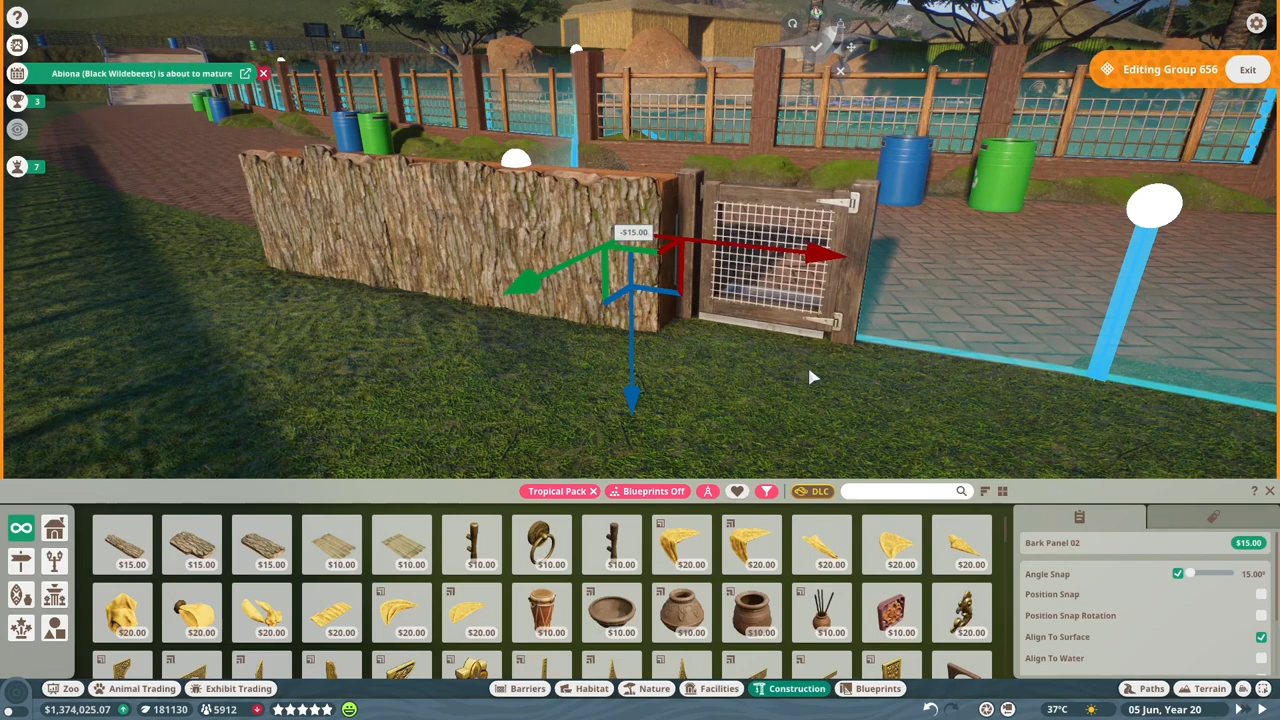 ?
Abiona (Black Wildebeest) is about to mature
3
7
Editing Group 656
Exit
-$15.00
Tropical Pack
Blueprints Off
DLC
?
$15.00 $15.00 $15.00 $10.00 $10.00 $10.00 $10.00 $10.00 $20.00 $20.00 $20.00 $20.00 $20.00
$20.00 $20.00 $20.00 $20.00 $20.00 $20.00 $10.00 $10.00 $10.00 $10.00 $10.00 $10.00 $20.00
Bark Panel 02
$15.00
Angle Snap
15.00°
Position Snap
Position Snap Rotation
Align To Surface
Align To Water
Zoo
Animal Trading
Exhibit Trading
Barriers
Habitat
Nature
Facilities
Construction
Blueprints
Paths
Terrain
$1,374,025.07
181130
5912
37°C
05 Jun, Year 20